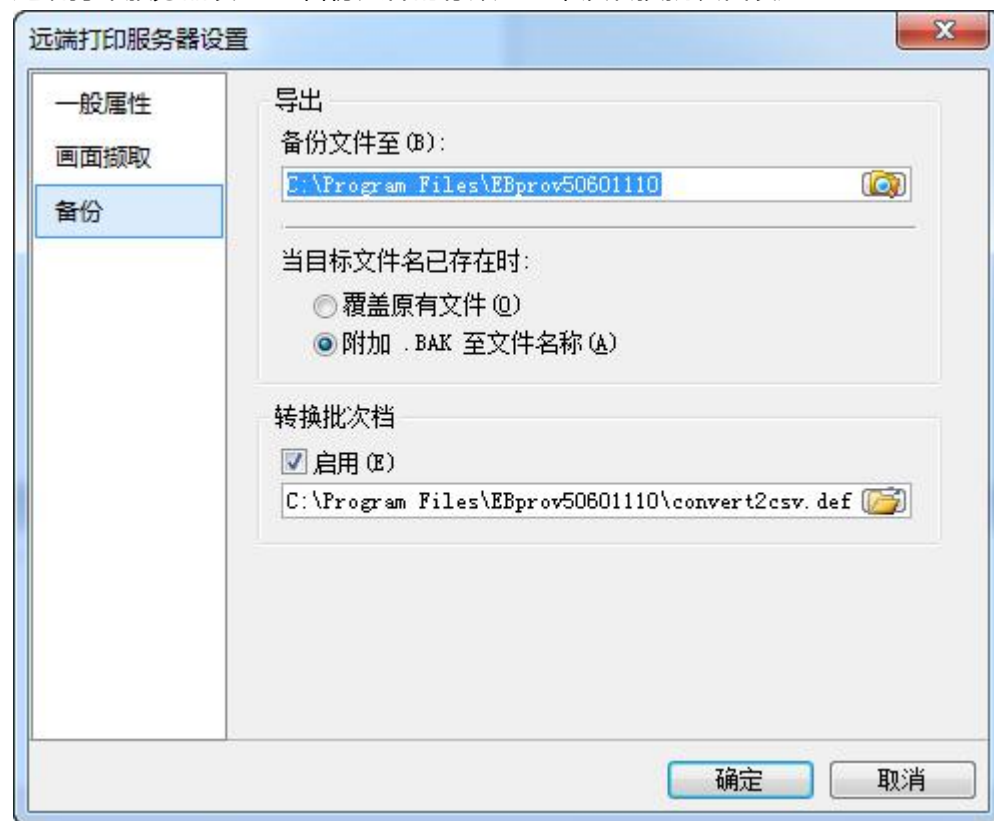 远端打印服务器设置
一般属性
画面撷取
备份
导出
备份文件至(B):
C:\Program Files\EBprov50601110
当目标文件名已存在时:
覆盖原有文件(O)
附加 .BAK 至文件名称(A)
转换批次档
启用(E)
C:\Program Files\EBprov50601110\convert2csv.def
确定
取消